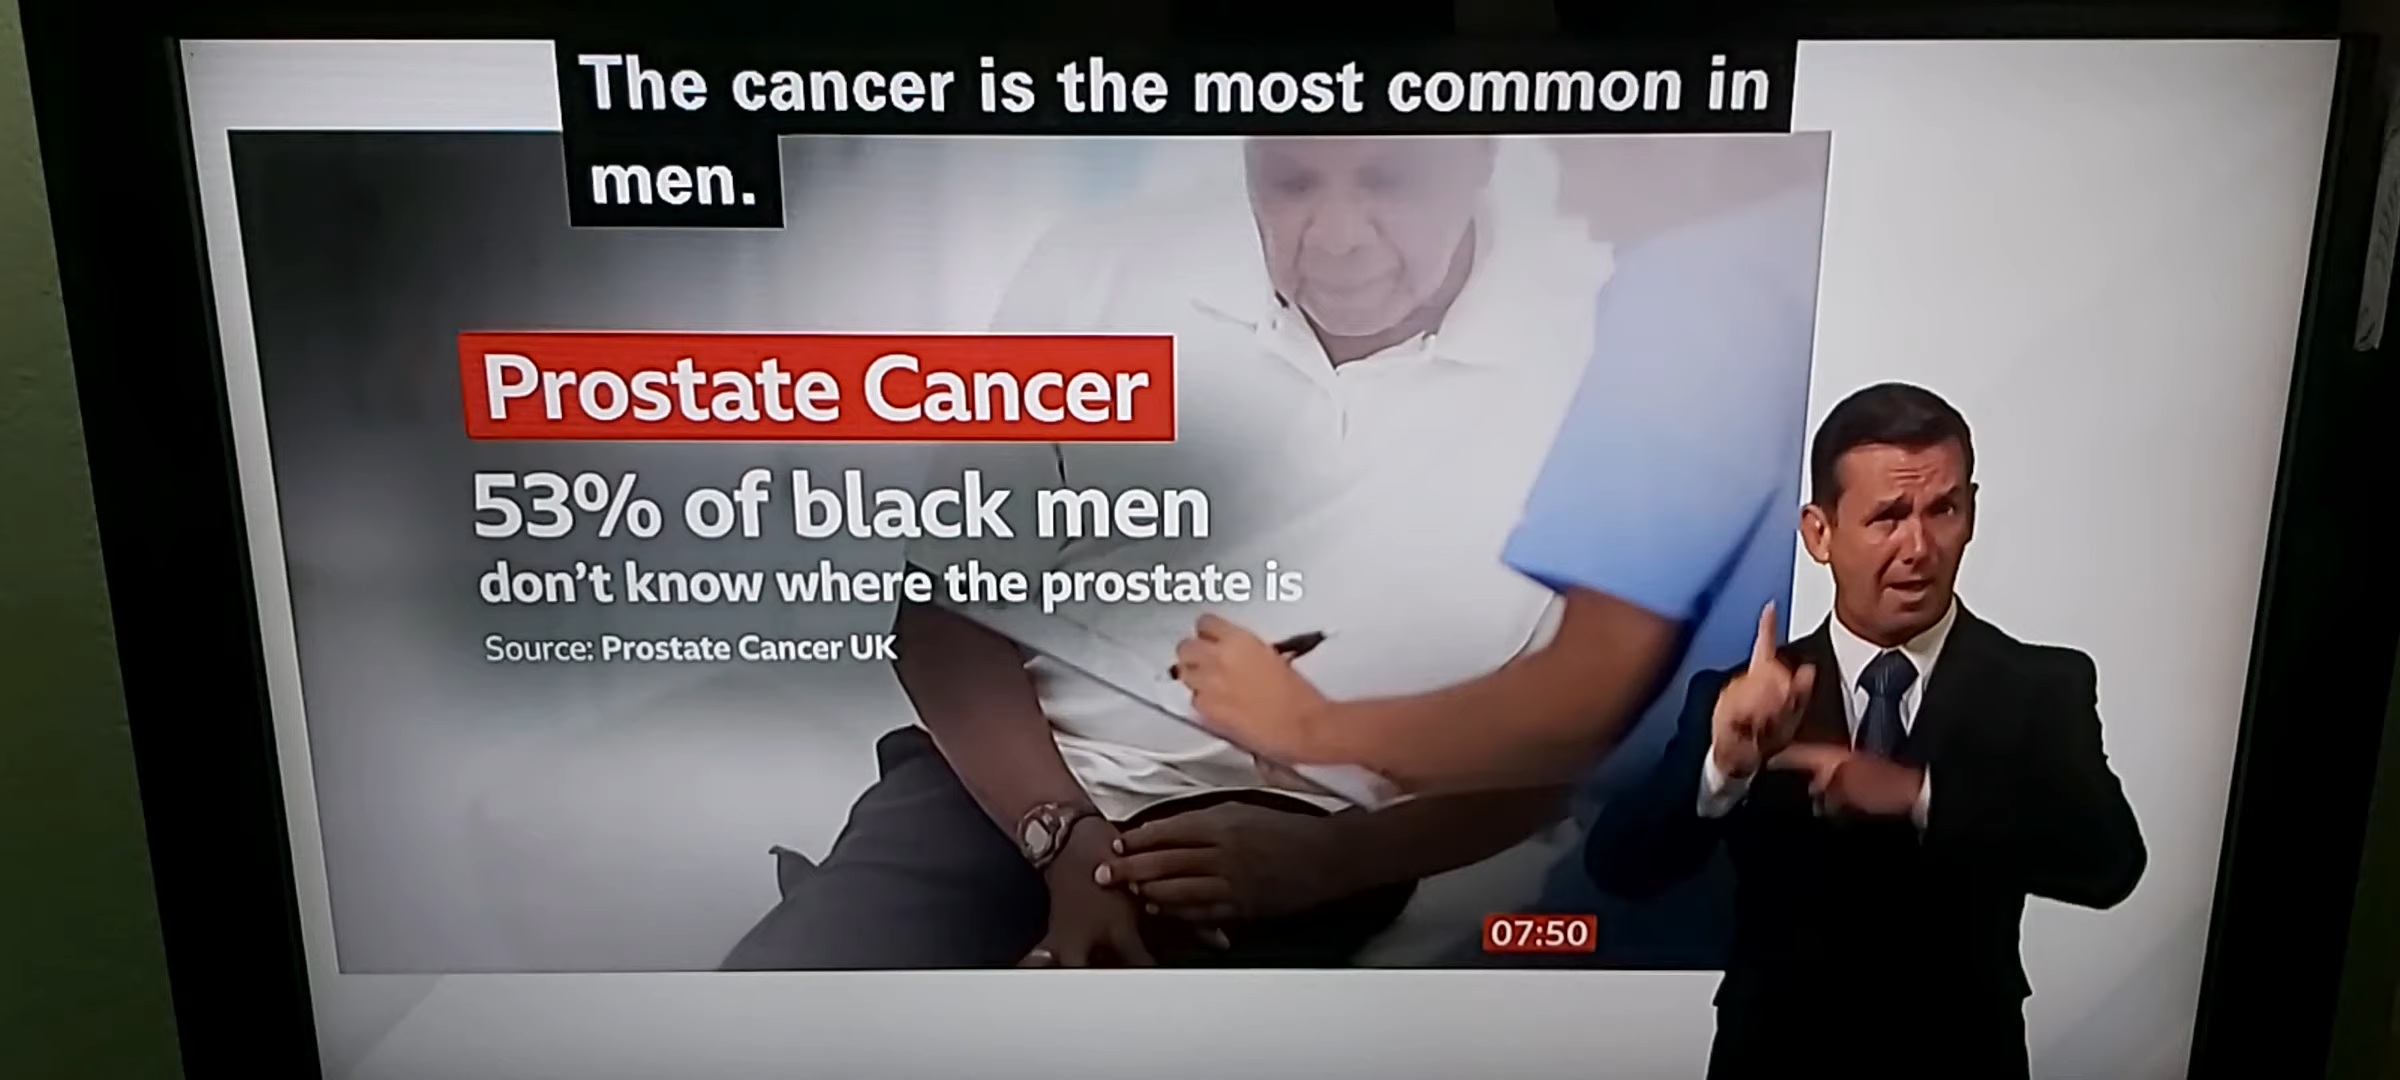 The cancer is the most common in
men.
Prostate Cancer
53% of black men
don't know where the prostate is
Source: Prostate Cancer UK
07:50